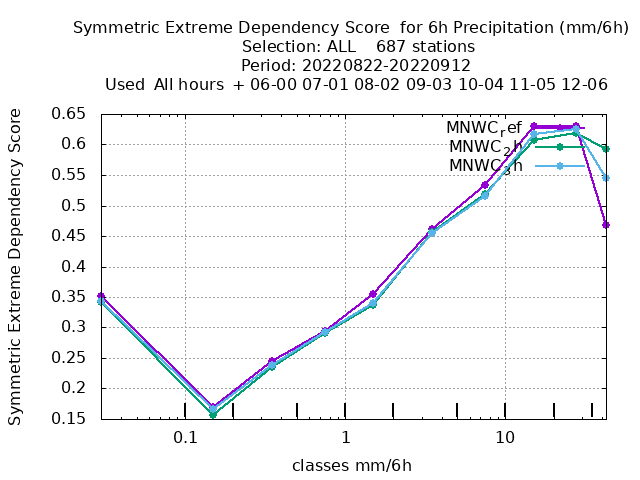 Symmetric Extreme Dependency Score  for 6h Precipitation (mm/6h)
Selection: ALL    687 stations
Period: 20220822-20220912
Used  All hours  + 06-00 07-01 08-02 09-03 10-04 11-05 12-06
Symmetric Extreme Dependency Score
0.65
0.6
0.55
0.5
0.45
0.4
0.35
0.3
0.25
0.2
0.15
MNWC_ref
MNWC_2h
MNWC_3h
0.1
1
10
classes mm/6h